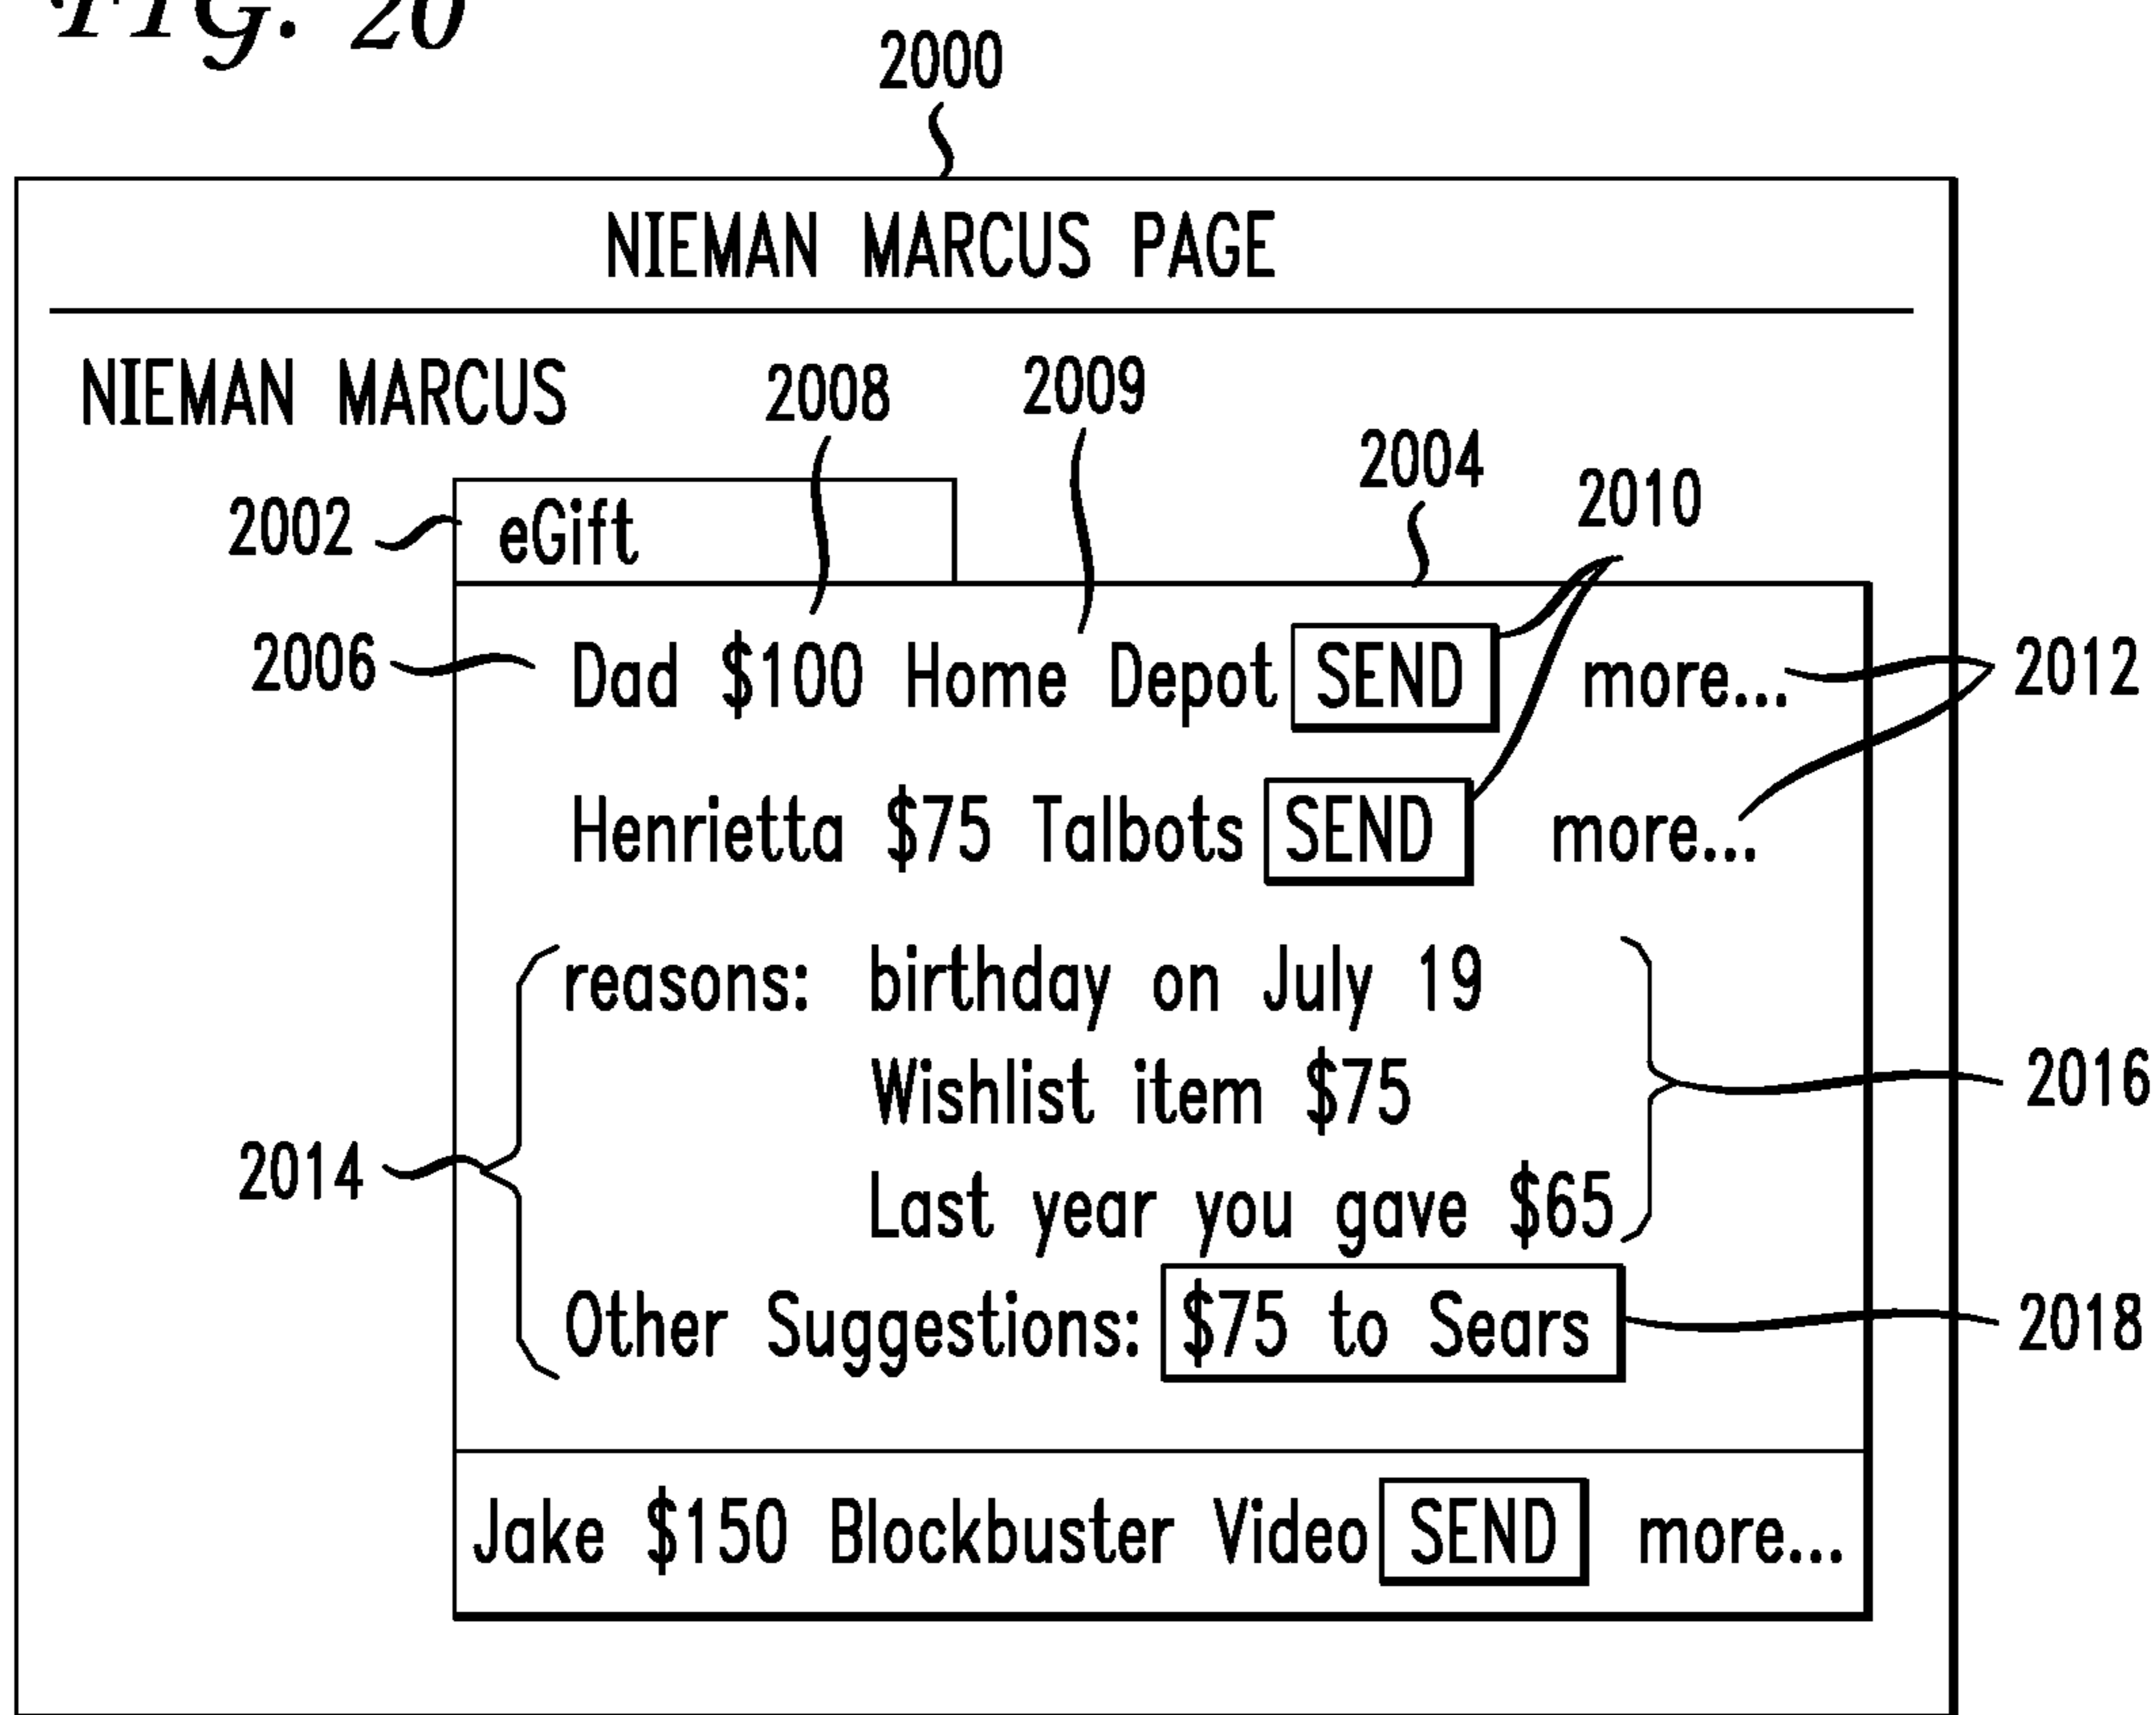 FIG. 20
2000
NIEMAN MARCUS PAGE
NIEMAN MARCUS
2008
2009
2004
2010
2002
eGift
2006
Dad $100 Home Depot SEND more...
2012
Henrietta $75 Talbots SEND more...
reasons: birthday on July 19
Wishlist item $75
2016
2014
Last year you gave $65
Other Suggestions: $75 to Sears
2018
Jake $150 Blockbuster Video SEND more...